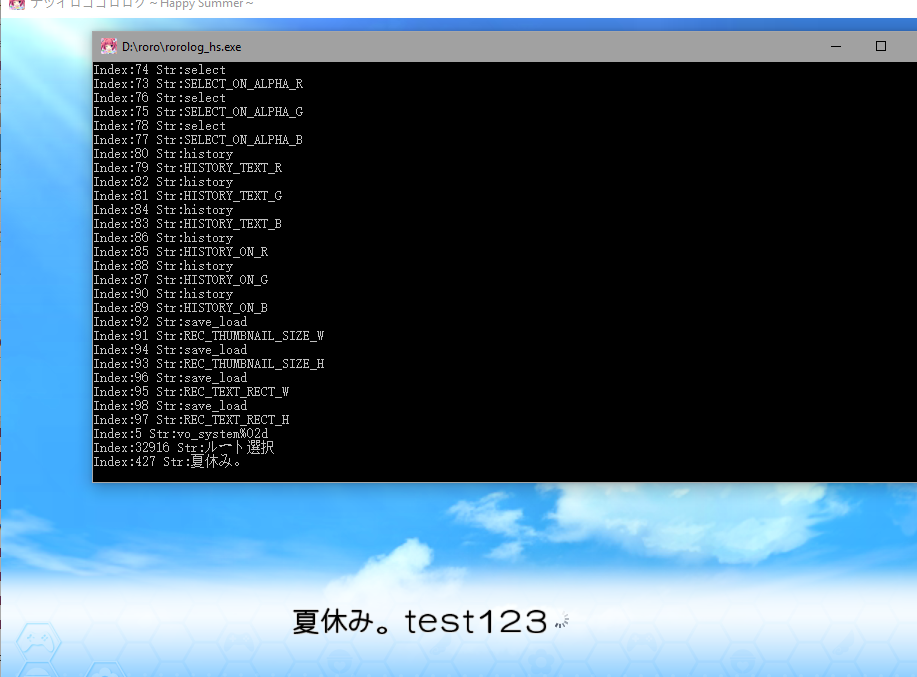 ナツイロココロログ～Happy Summer～
D:\roro\rorolog_hs.exe
Index:74 Str:select
Index:73 Str:SELECT_ON_ALPHA_R
Index:76 Str:select
Index:75 Str:SELECT_ON_ALPHA_G
Index:78 Str:select
Index:77 Str:SELECT_ON_ALPHA_B
Index:80 Str:history
Index:79 Str:HISTORY_TEXT_R
Index:82 Str:history
Index:81 Str:HISTORY_TEXT_G
Index:84 Str:history
Index:83 Str:HISTORY_TEXT_B
Index:86 Str:history
Index:85 Str:HISTORY_ON_R
Index:88 Str:history
Index:87 Str:HISTORY_ON_G
Index:90 Str:history
Index:89 Str:HISTORY_ON_B
Index:92 Str:save_load
Index:91 Str:REC_THUMBNAIL_SIZE_W
Index:94 Str:save_load
Index:93 Str:REC_THUMBNAIL_SIZE_H
Index:96 Str:save_load
Index:95 Str:REC_TEXT_RECT_W
Index:98 Str:save_load
Index:97 Str:REC_TEXT_RECT_H
Index:5 Str:vo_system%02d
Index:32916 Str:ルート選択
Index:427 Str:夏休み。
夏休み。test123